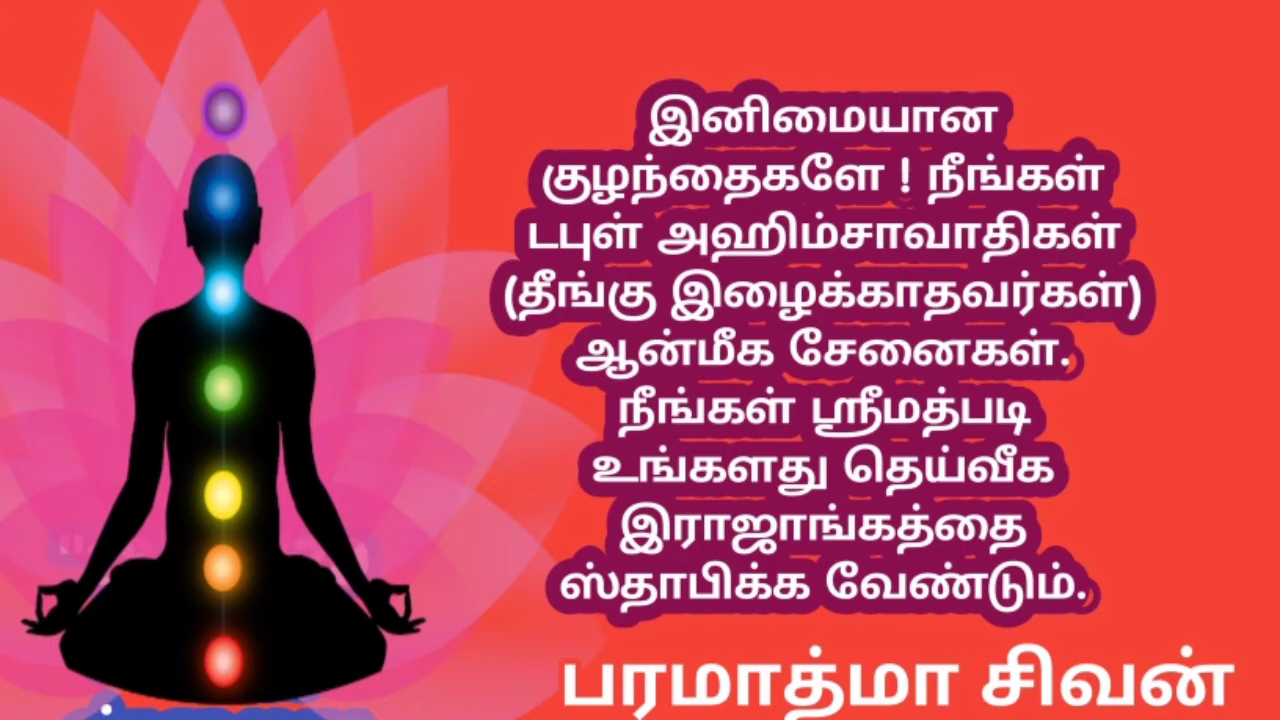 இனிமையான
குழந்தைகளே ! நீங்கள்
டபுள் அஹிம்சாவாதிகள்
(தீங்கு இழைக்காதவர்கள்)
ஆன்மீக சேனைகள்.
நீங்கள் ஸ்ரீமத்படி
உங்களது தெய்வீக
இராஜாங்கத்தை
ஸ்தாபிக்க வேண்டும்.
பரமாத்மா சிவன்